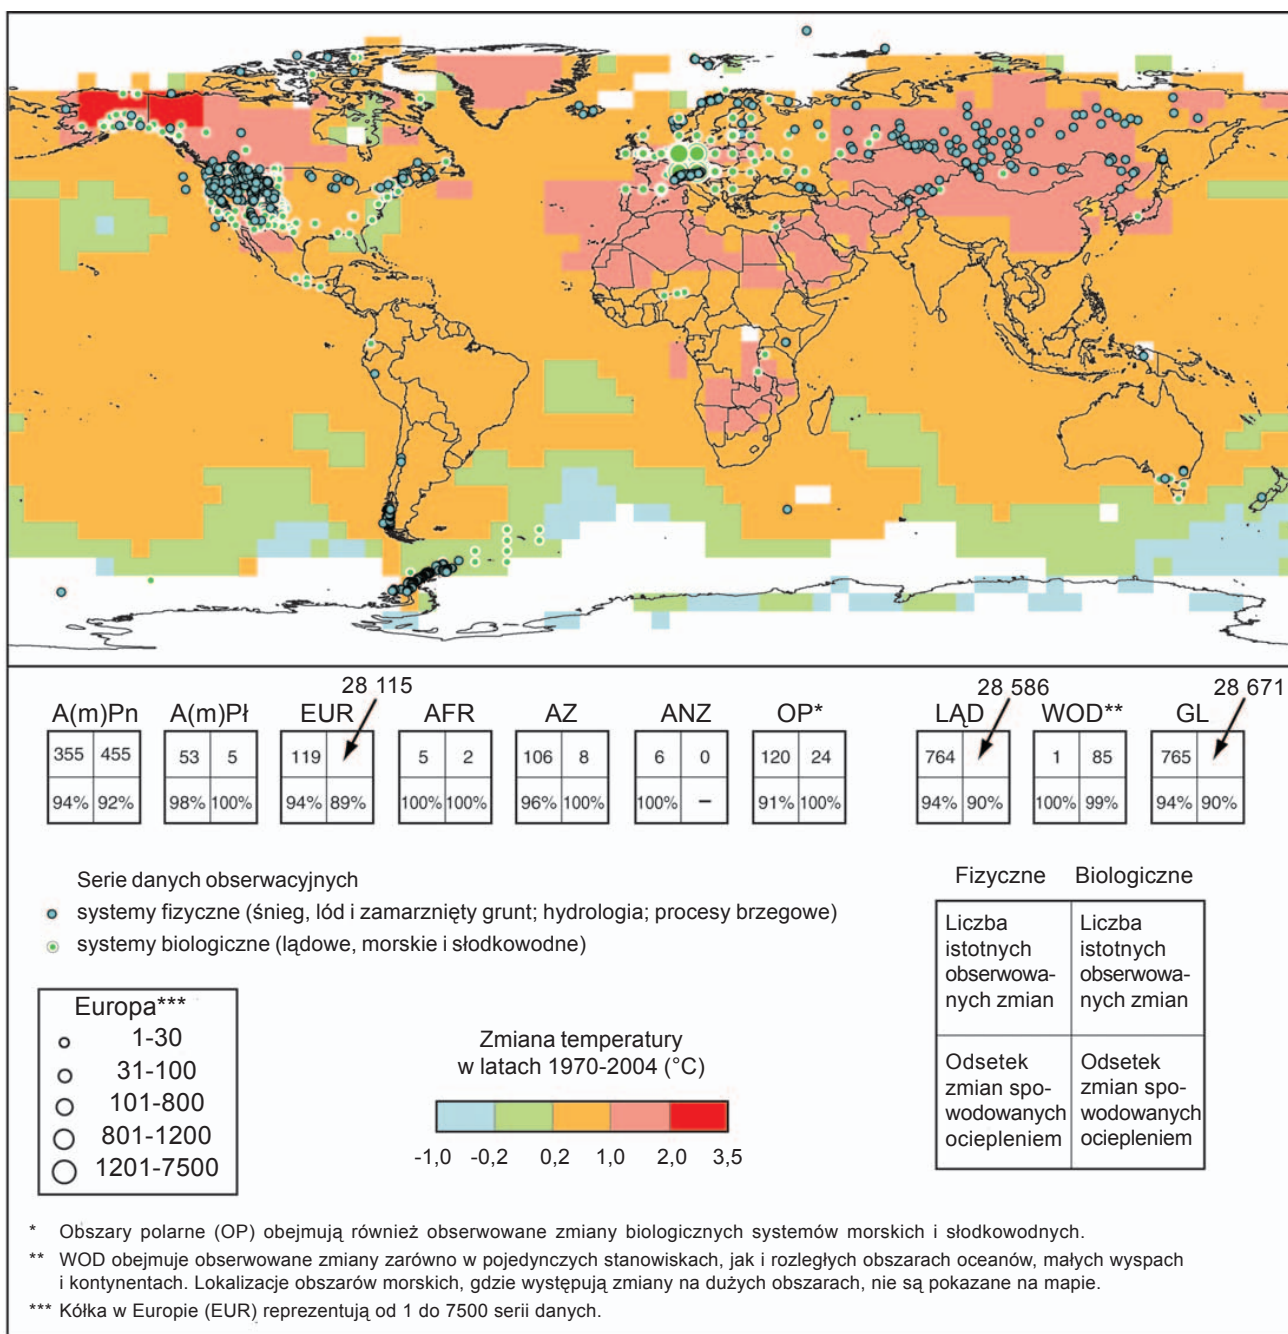 28 115
28 586
28 671
A(m)Pn A(m)Pł EUR AFR AZ ANZ OP* LĄD WOD** GL
355 455 53 5 119 5 2 106 8 6 0 120 24 764 1 85 765
94% 92% 98% 100% 94% 89% 100% 100% 96% 100% 100% – 91% 100% 94% 90% 100% 99% 94% 90%
Serie danych obserwacyjnych
systemy fizyczne (śnieg, lód i zamarznięty grunt; hydrologia; procesy brzegowe)
systemy biologiczne (lądowe, morskie i słodkowodne)
Fizyczne Biologiczne
Liczba
istotnych
obserwowa-
nych zmian
Liczba
istotnych
obserwowa-
nych zmian
Odsetek
zmian spo-
wodowanych
ociepleniem
Odsetek
zmian spo-
wodowanych
ociepleniem
Europa***
1-30
31-100
101-800
801-1200
1201-7500
Zmiana temperatury
w latach 1970-2004 (°C)
-1,0 -0,2 0,2 1,0 2,0 3,5
* Obszary polarne (OP) obejmują również obserwowane zmiany biologicznych systemów morskich i słodkowodnych.
** WOD obejmuje obserwowane zmiany zarówno w pojedynczych stanowiskach, jak i rozległych obszarach oceanów, małych wyspach
i kontynentach. Lokalizacje obszarów morskich, gdzie występują zmiany na dużych obszarach, nie są pokazane na mapie.
*** Kółka w Europie (EUR) reprezentują od 1 do 7500 serii danych.